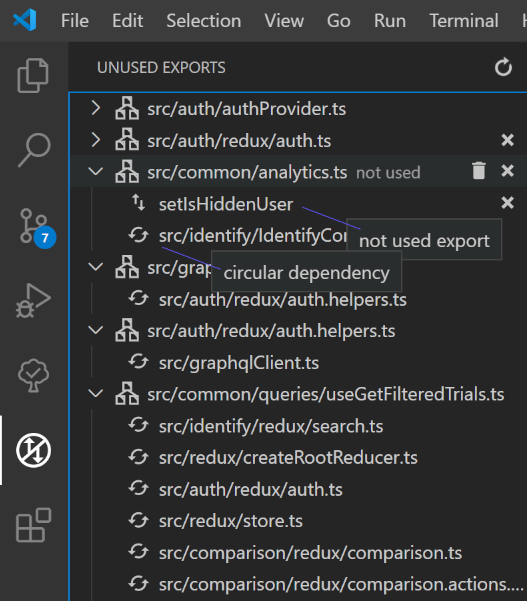 File Edit Selection View Go Run Terminal
UNUSED EXPORTS
src/auth/authProvider.ts
src/auth/redux/auth.ts
src/common/analytics.ts not used
setIsHiddenUser
not used export
src/identify/IdentifyCo
circular dependency
src/grap
src/auth/redux/auth.helpers.ts
src/auth/redux/auth.helpers.ts
src/graphqlClient.ts
src/common/queries/useGetFilteredTrials.ts
src/identify/redux/search.ts
src/redux/createRootReducer.ts
src/auth/redux/auth.ts
src/redux/store.ts
src/comparison/redux/comparison.ts
src/comparison/redux/comparison.actions....
7